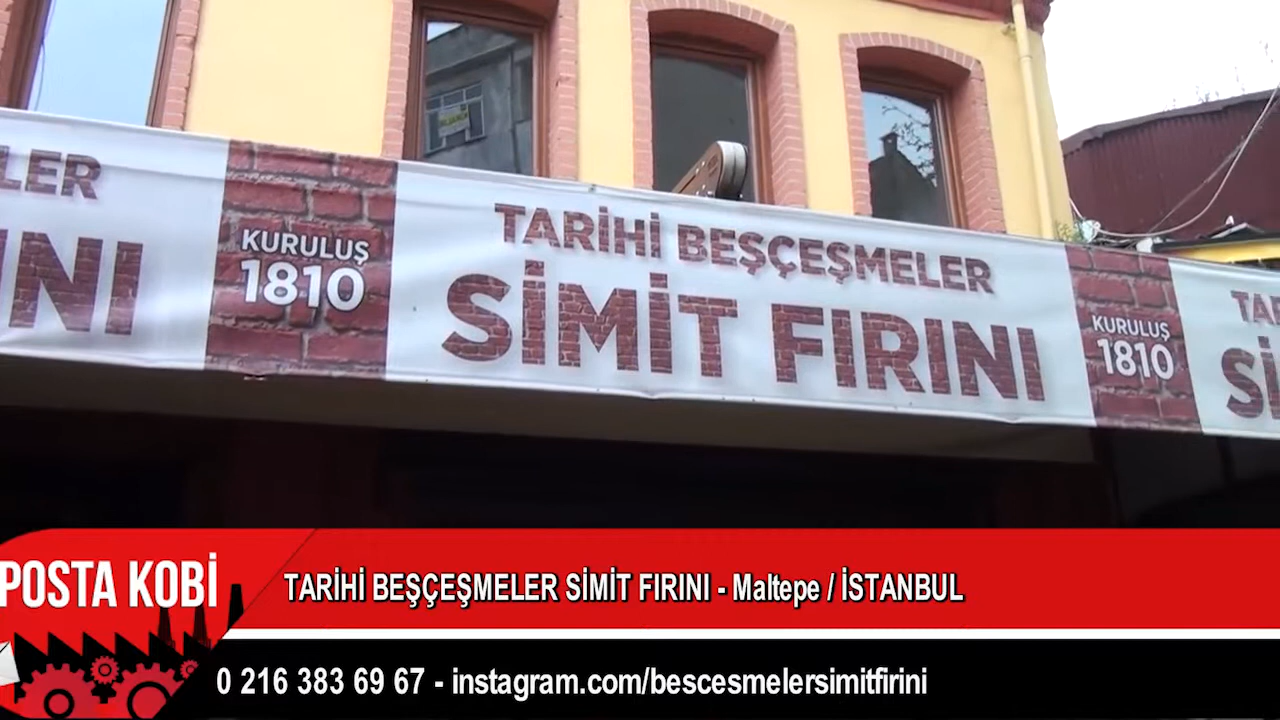 LER
INI
KURULUŞ
1810
TARİHİ BEŞÇEŞMELER
SİMİT FIRINI
KURULUŞ
1810
TA
Sİ
POSTA KOBİ
TARİHİ BEŞÇEŞMELER SİMİT FIRINI - Maltepe / İSTANBUL
0 216 383 69 67 - instagram.com/bescesmelersimitfirini